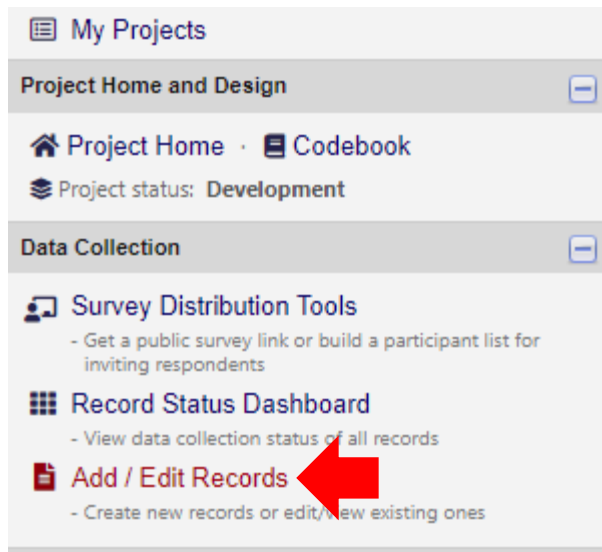 My Projects
Project Home and Design
Project Home · Codebook
Project status: Development
Data Collection
Survey Distribution Tools
- Get a public survey link or build a participant list for
inviting respondents
Record Status Dashboard
- View data collection status of all records
Add / Edit Records
- Create new records or edit/view existing ones